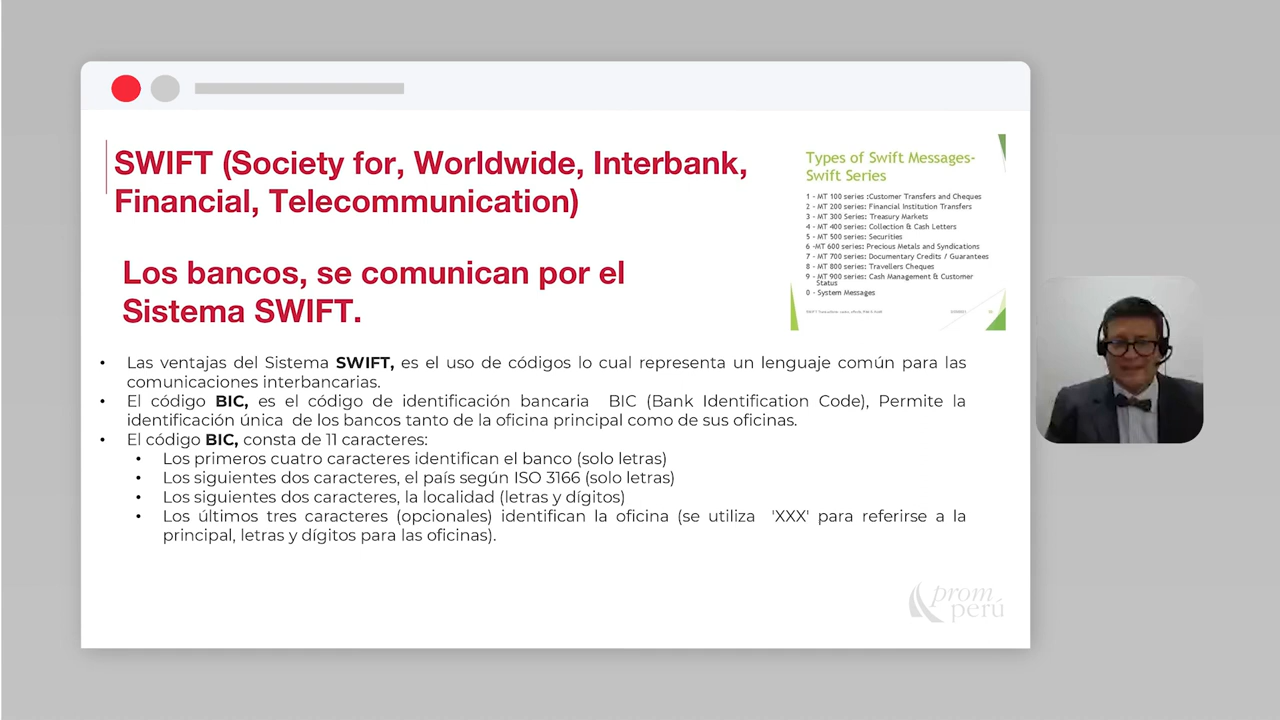 SWIFT (Society for, Worldwide, Interbank,
Financial, Telecommunication)
Los bancos, se comunican por el
Sistema SWIFT.
Types of Swift Messages-
Swift Series
1 - MT 100 series :Customer Transfers and Cheques
2 - MT 200 series: Financial Institution Transfers
3 - MT 300 Series: Treasury Markets
4 - MT 400 series: Collection & Cash Letters
5 - MT 500 series: Securities
6 -MT 600 series: Precious Metals and Syndications
7 - MT 700 series: Documentary Credits / Guarantees
8 - MT 800 series: Travellers Cheques
9 - MT 900 series: Cash Management & Customer
Status
0 - System Messages
Las ventajas del Sistema SWIFT, es el uso de códigos lo cual representa un lenguaje común para las
comunicaciones interbancarias.
El código BIC, es el código de identificación bancaria BIC (Bank Identification Code), Permite la
identificación única de los bancos tanto de la oficina principal como de sus oficinas.
El código BIC, consta de 11 caracteres:
Los primeros cuatro caracteres identifican el banco (solo letras)
Los siguientes dos caracteres, el país según ISO 3166 (solo letras)
Los siguientes dos caracteres, la localidad (letras y dígitos)
Los últimos tres caracteres (opcionales) identifican la oficina (se utiliza 'XXX' para referirse a la
principal, letras y dígitos para las oficinas).
prom
perú